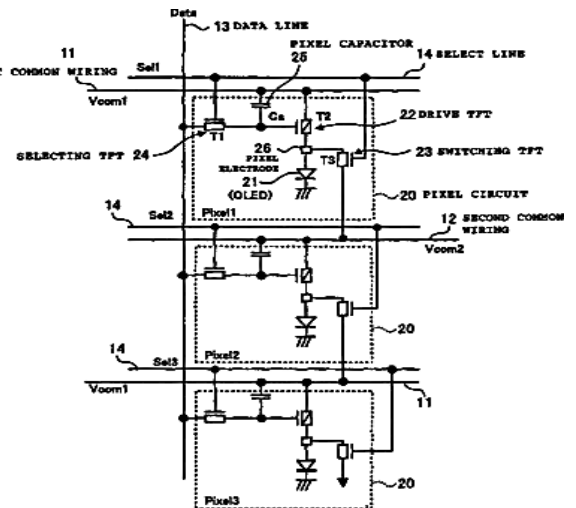 Data
13 DATA LINE
11
PIXEL CAPACITOR
25
14 SELECT LINE
Sel1
COMMON WIRING
Vcom1
Cs
T2
22 DRIVE TFT
T1
SELECTING TFT 24
26
PIXEL
ELECTRODE
T3
23 SWITCHING TFT
21
(OLED)
20 PIXEL CIRCUIT
14
Sel2
Pixel1
12 SECOND COMMON
WIRING
Vcom2
14
Pixel2
20
Sel3
Vcom1
11
20
Pixel3